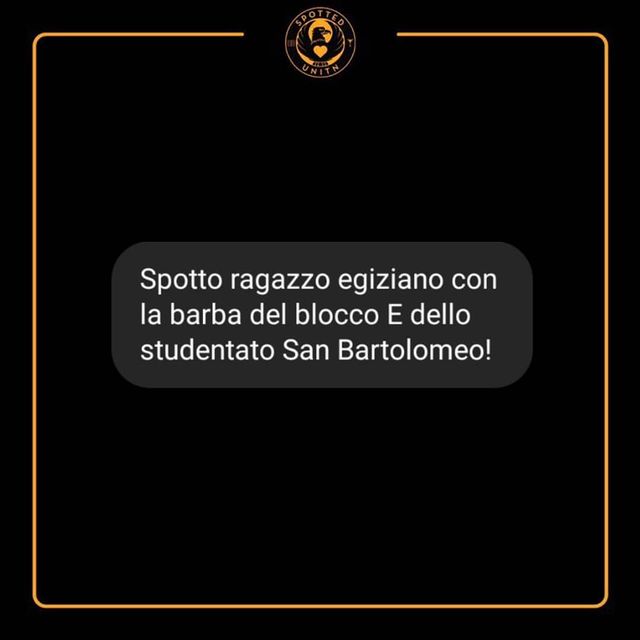 SPOTTED
UNITN
Spotto ragazzo egiziano con
la barba del blocco E dello
studentato San Bartolomeo!